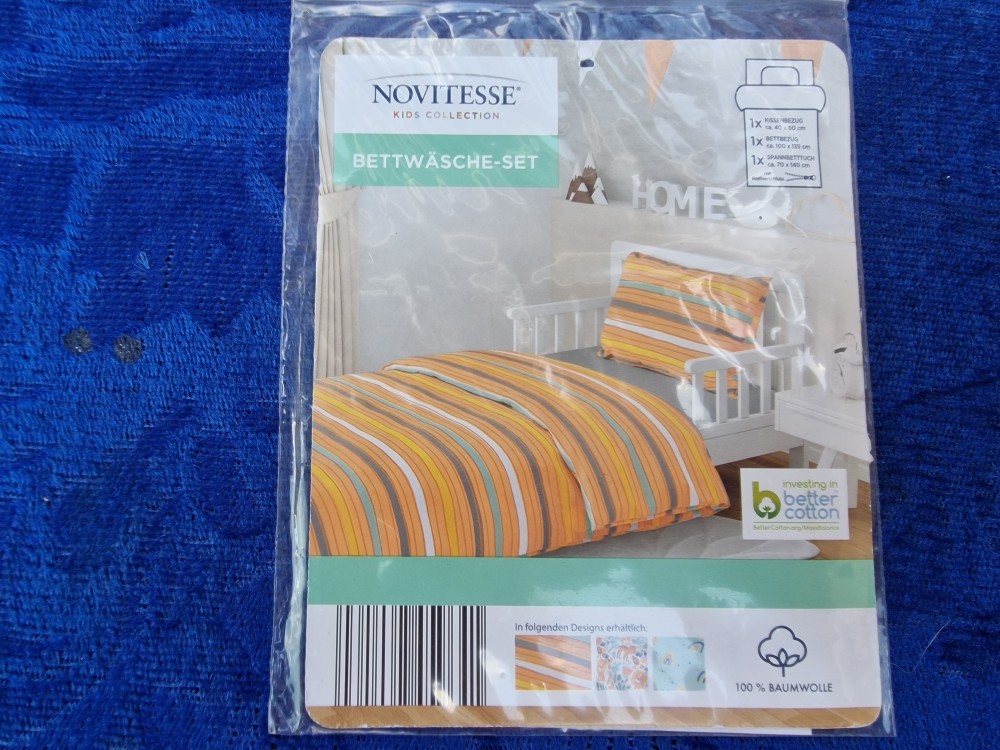 NOVITESSE®
KIDS COLLECTION
BETTWÄSCHE-SET
1x KISSENBEZUG
ca. 40 x 60 cm
1x BETTBEZUG
ca. 100 x 135 cm
1x SPANNBETTTUCH
ca. 70 x 140 cm
HOME
investing in
better
cotton
BetterCotton.org/MassBalance
In folgenden Designs erhältlich:
100 % BAUMWOLLE